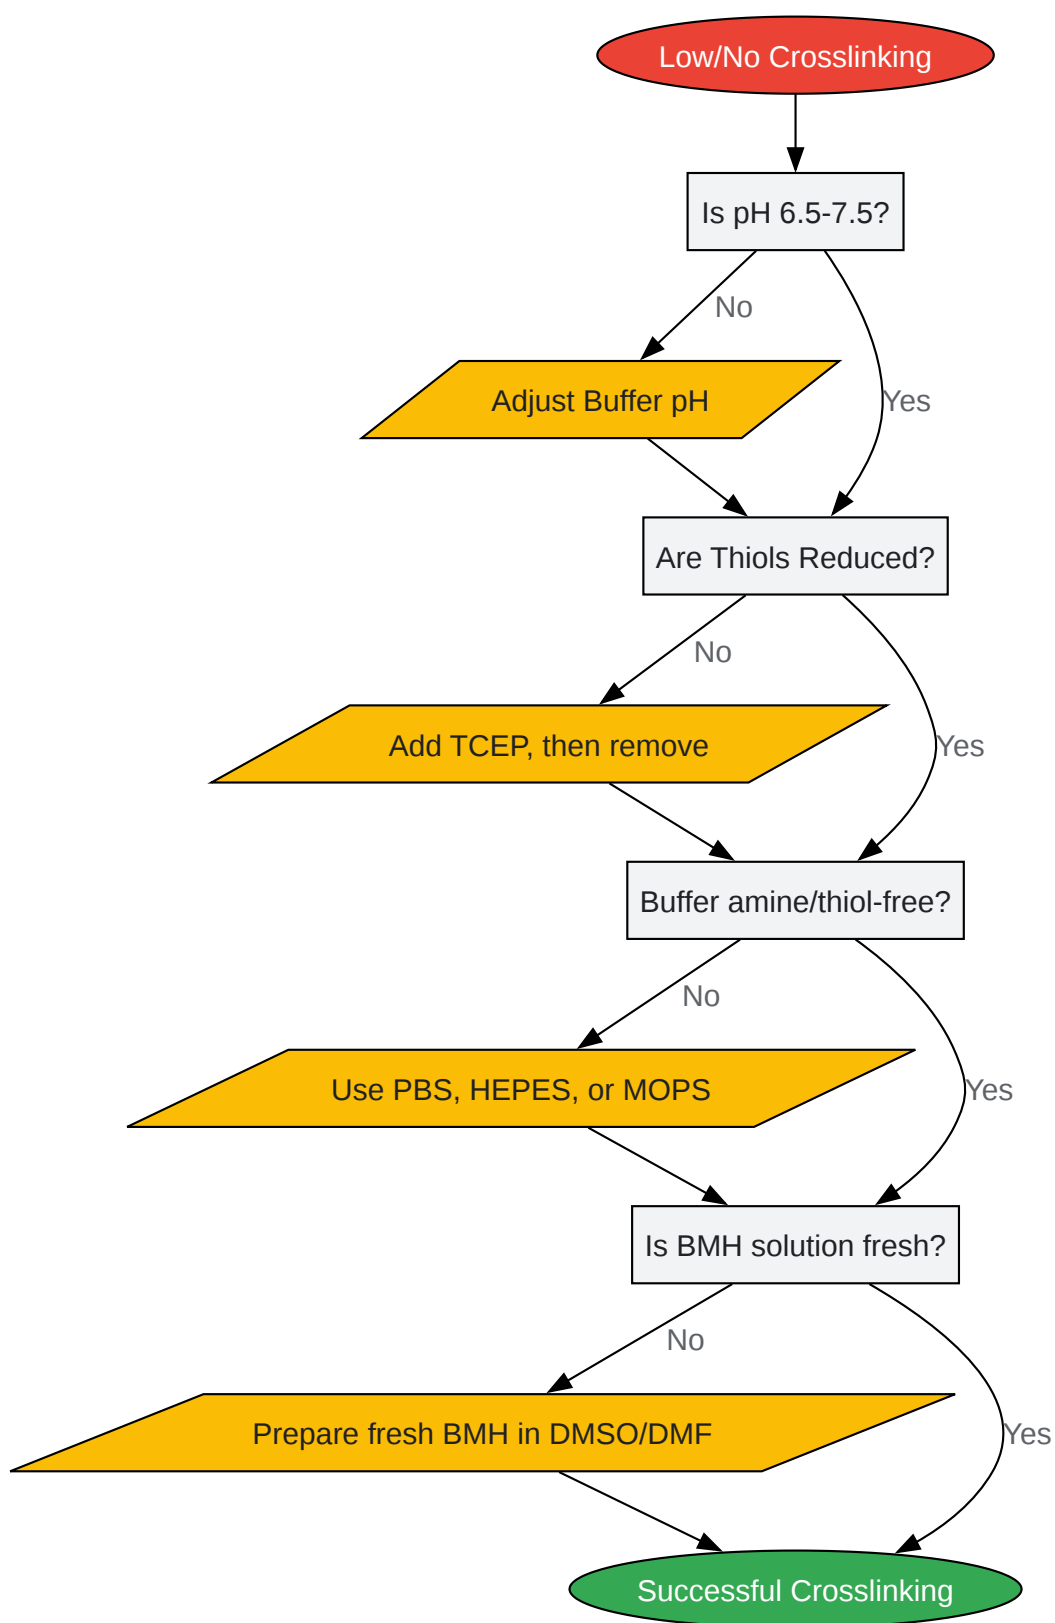 Low/No Crosslinking
Is pH 6.5-7.5?
No
Adjust Buffer pH
Yes
Are Thiols Reduced?
No
Add TCEP, then remove
Yes
Buffer amine/thiol-free?
No
Use PBS, HEPES, or MOPS
Yes
Is BMH solution fresh?
No
Prepare fresh BMH in DMSO/DMF
Yes
Successful Crosslinking